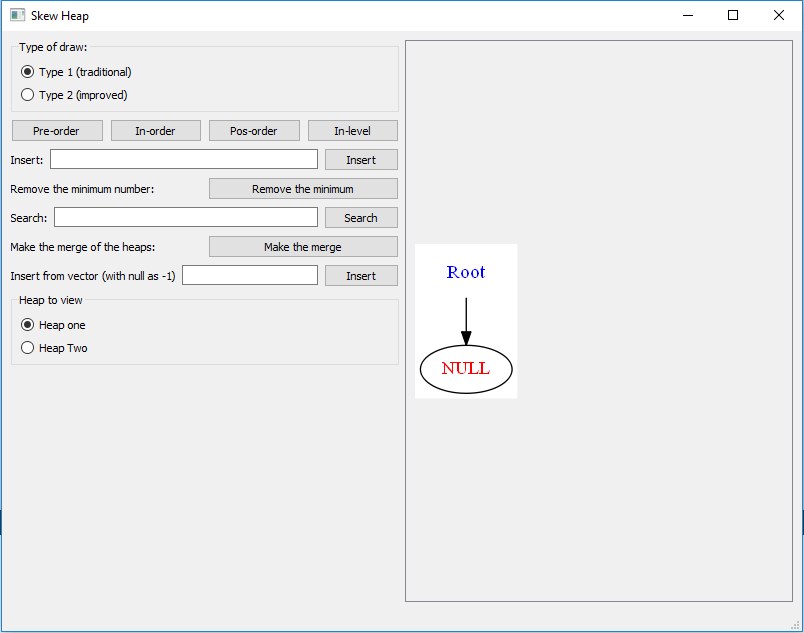 Skew Heap
Type of draw:
Type 1 (traditional)
Type 2 (improved)
Pre-order In-order Pos-order In-level
Insert: Insert
Remove the minimum number: Remove the minimum
Search: Search
Make the merge of the heaps: Make the merge
Insert from vector (with null as -1) Insert
Heap to view
Heap one
Heap Two
Root
NULL